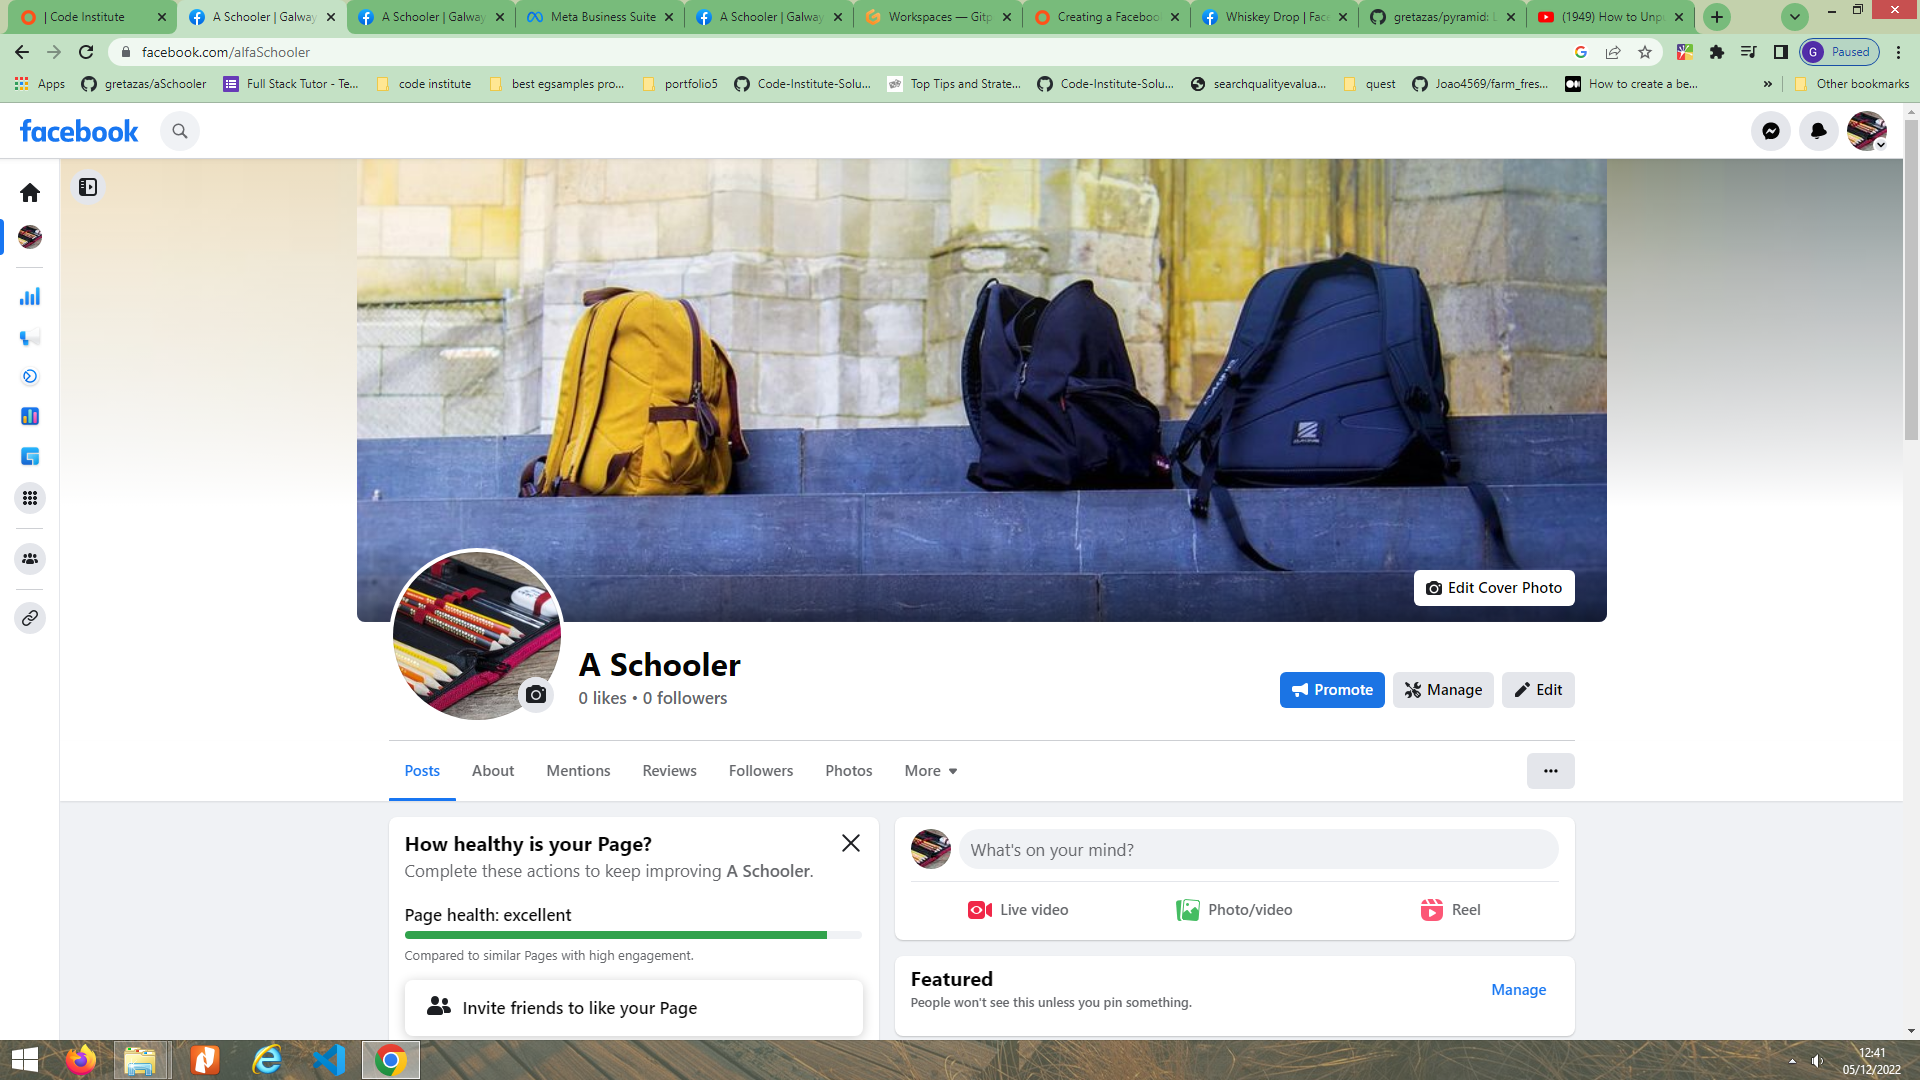 | Code Institute
A Schooler | Galway
A Schooler | Galway
Meta Business Suite
A Schooler | Galway
Workspaces — Gitp
Creating a Facebook
Whiskey Drop | Face
gretazas/pyramid: L
(1949) How to Unpu
facebook.com/alfaSchooler
G Paused
Apps
gretazas/aSchooler
Full Stack Tutor - Te...
code institute
best egsamples pro...
portfolio5
Code-Institute-Solu...
Top Tips and Strate...
Code-Institute-Solu...
searchqualityevalua...
quest
Joao4569/farm_fres...
How to create a be...
»
Other bookmarks
facebook
Edit Cover Photo
A Schooler
0 likes • 0 followers
Promote
Manage
Edit
Posts
About
Mentions
Reviews
Followers
Photos
More
How healthy is your Page?
Complete these actions to keep improving A Schooler.
Page health: excellent
Compared to similar Pages with high engagement.
Invite friends to like your Page
What's on your mind?
Live video
Photo/video
Reel
Featured
People won't see this unless you pin something.
Manage
12:41
05/12/2022